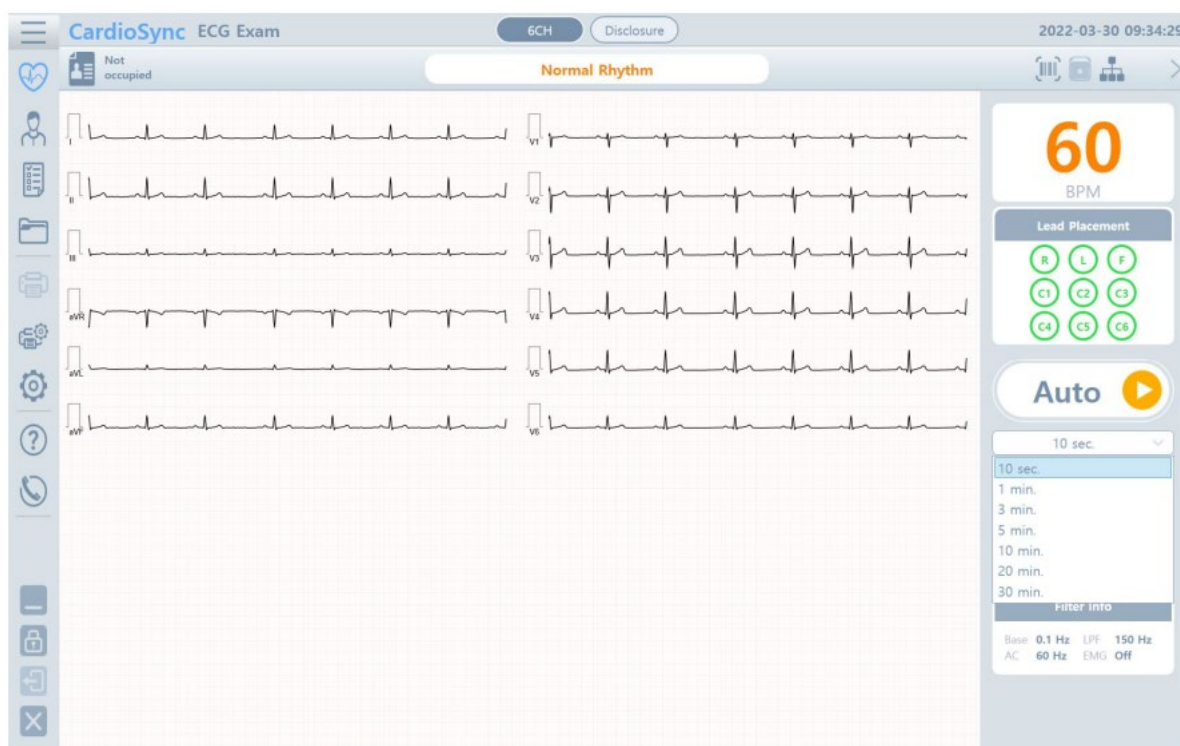 CardioSync ECG Exam
6CH
Disclosure
2022-03-30 09:34:29
Not
occupied
Normal Rhythm
60
BPM
Lead Placement
R L F
C1 C2 C3
C4 C5 C6
Auto
10 sec.
10 sec.
1 min.
3 min.
5 min.
10 min.
20 min.
30 min.
Filter Info
Base 0.1 Hz LPF 150 Hz
AC 60 Hz EMG Off
I
II
III
aVR
aVL
aVF
V1
V2
V3
V4
V5
V6